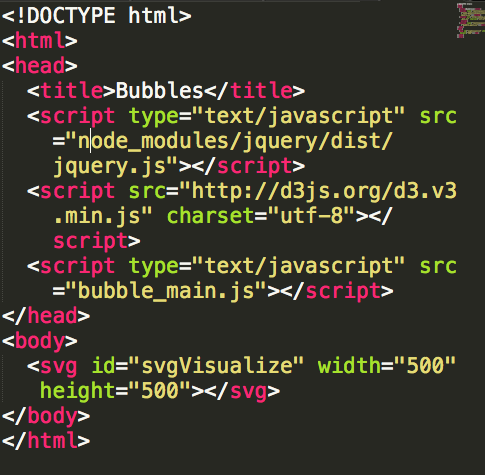 <!DOCTYPE html>
<html>
<head>
<title>Bubbles</title>
<script type="text/javascript" src
="node_modules/jquery/dist/
jquery.js"></script>
<script src="http://d3js.org/d3.v3
.min.js" charset="utf-8"></
script>
<script type="text/javascript" src
="bubble_main.js"></script>
</head>
<body>
<svg id="svgVisualize" width="500"
height="500"></svg>
</body>
</html>